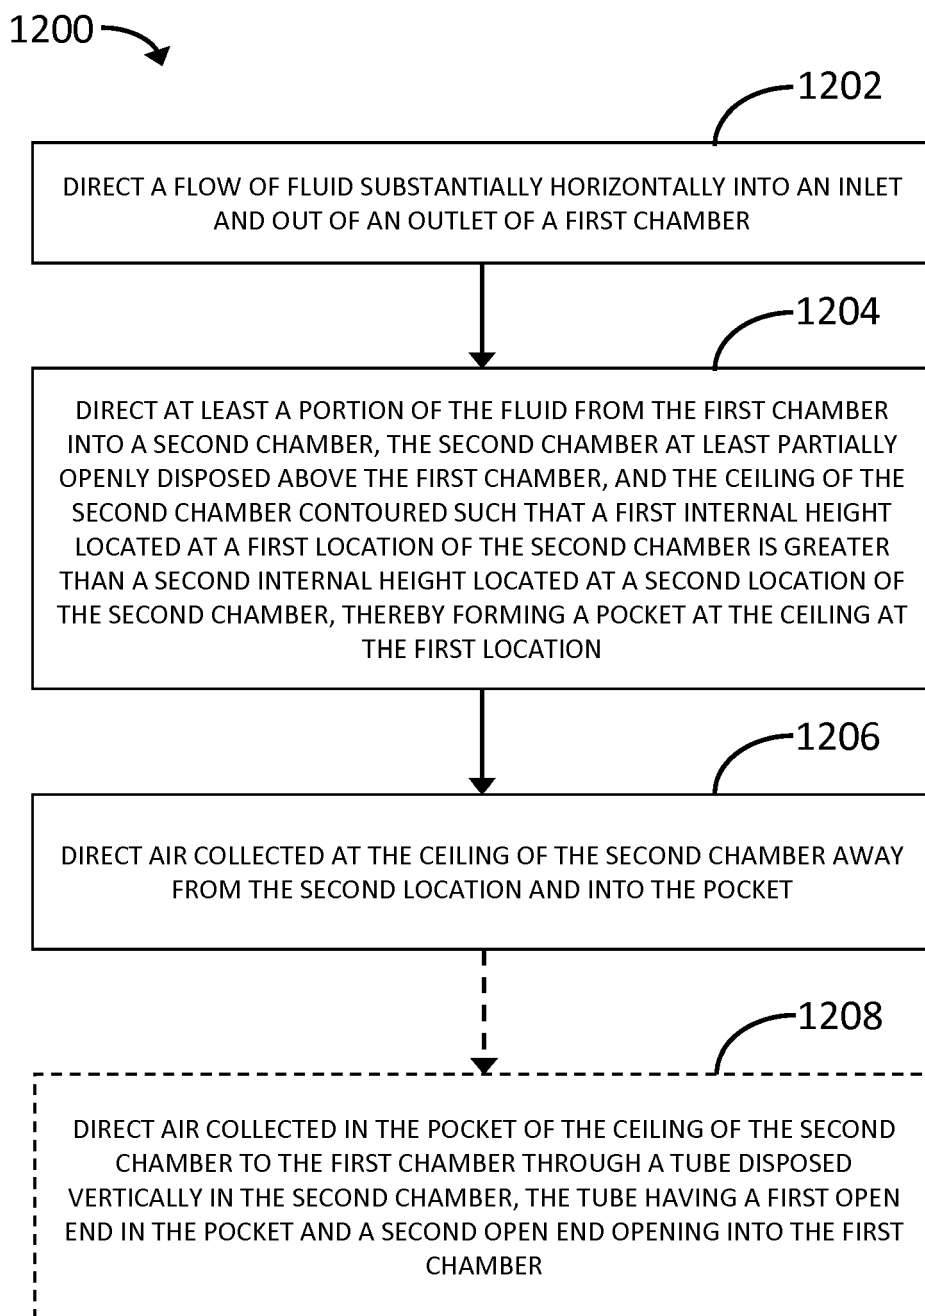 1200
1202
DIRECT A FLOW OF FLUID SUBSTANTIALLY HORIZONTALLY INTO AN INLET
AND OUT OF AN OUTLET OF A FIRST CHAMBER
1204
DIRECT AT LEAST A PORTION OF THE FLUID FROM THE FIRST CHAMBER
INTO A SECOND CHAMBER, THE SECOND CHAMBER AT LEAST PARTIALLY
OPENLY DISPOSED ABOVE THE FIRST CHAMBER, AND THE CEILING OF THE
SECOND CHAMBER CONTOURED SUCH THAT A FIRST INTERNAL HEIGHT
LOCATED AT A FIRST LOCATION OF THE SECOND CHAMBER IS GREATER
THAN A SECOND INTERNAL HEIGHT LOCATED AT A SECOND LOCATION OF
THE SECOND CHAMBER, THEREBY FORMING A POCKET AT THE CEILING AT
THE FIRST LOCATION
1206
DIRECT AIR COLLECTED AT THE CEILING OF THE SECOND CHAMBER AWAY
FROM THE SECOND LOCATION AND INTO THE POCKET
1208
DIRECT AIR COLLECTED IN THE POCKET OF THE CEILING OF THE SECOND
CHAMBER TO THE FIRST CHAMBER THROUGH A TUBE DISPOSED
VERTICALLY IN THE SECOND CHAMBER, THE TUBE HAVING A FIRST OPEN
END IN THE POCKET AND A SECOND OPEN END OPENING INTO THE FIRST
CHAMBER